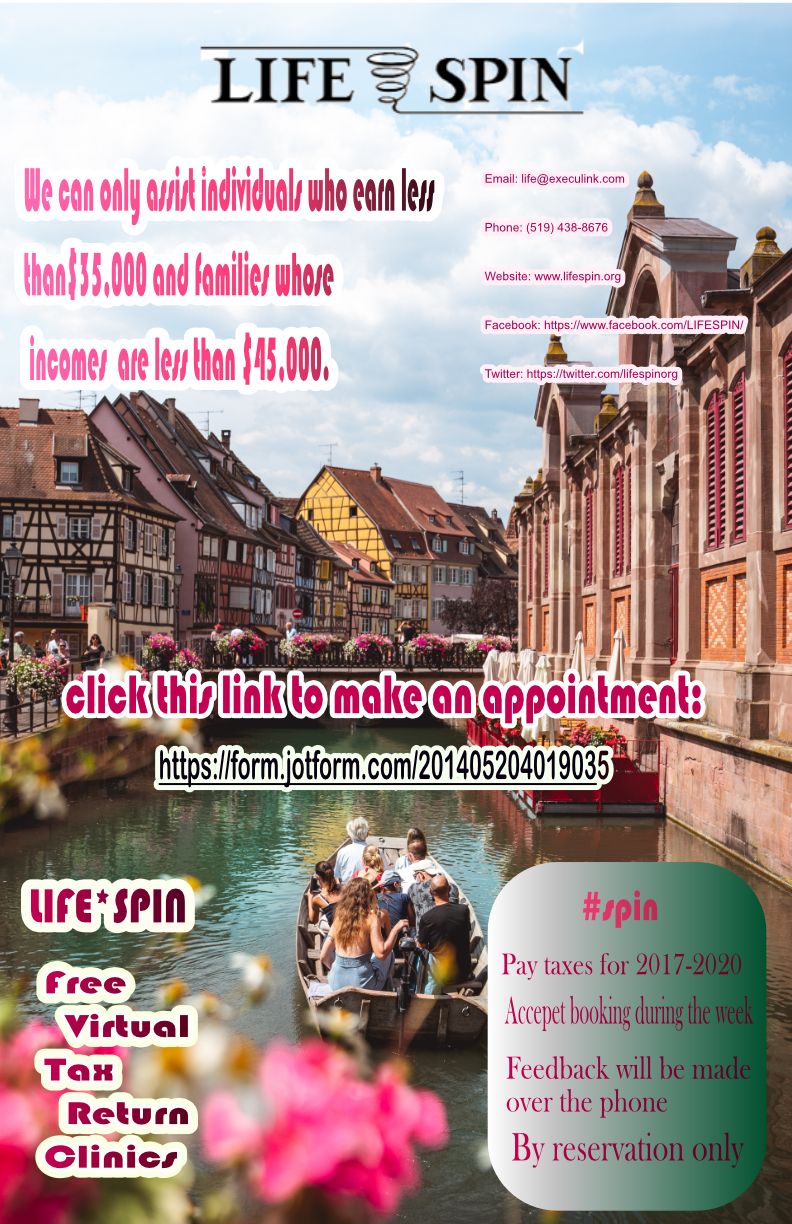 LIFE SPIN
We can only assist individuals who earn less
than$35,000 and families whose
incomes are less than $45,000.
Email: life@execulink.com
Phone: (519) 438-8676
Website: www.lifespin.org
Facebook: https://www.facebook.com/LIFESPIN/
Twitter: https://twitter.com/lifespinorg
click this link to make an appointment:
https://form.jotform.com/201405204019035
LIFE*SPIN
Free
Virtual
Tax
Return
Clinics
#spin
Pay taxes for 2017-2020
Accepet booking during the week
Feedback will be made
over the phone
By reservation only